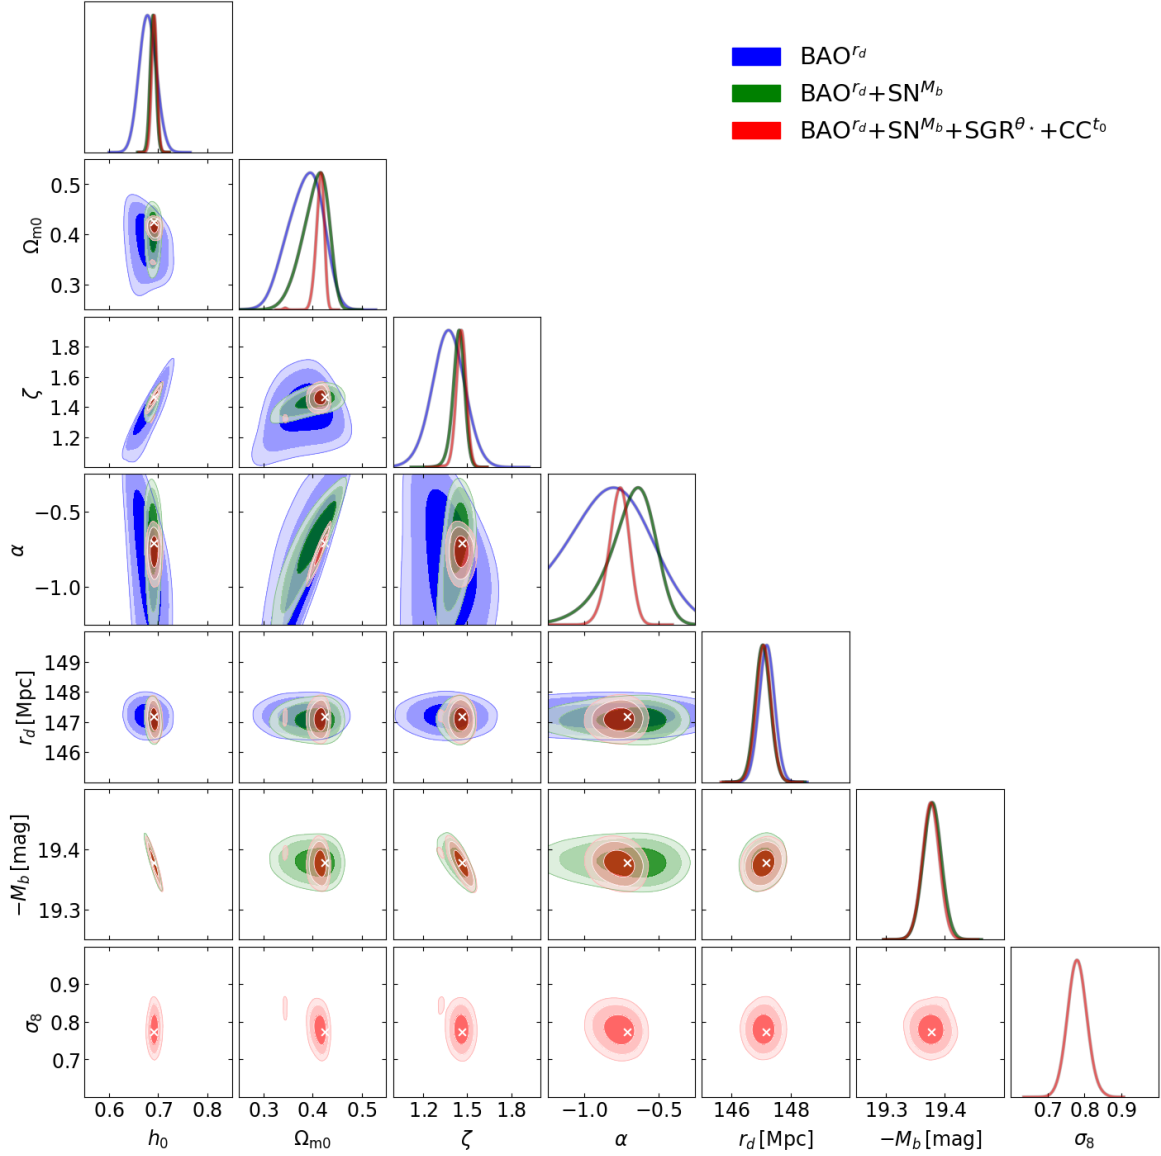 BAO^{r_d}
BAO^{r_d}+SN^{M_b}
BAO^{r_d}+SN^{M_b}+SGR^{θ⋆}+CC^{t_0}
Ω_{m0}
0.5
0.4
0.3
ζ
1.8
1.6
1.4
1.2
α
−0.5
−1.0
r_d [Mpc]
149
148
147
146
−M_b [mag]
19.4
19.3
σ_8
0.9
0.8
0.7
0.6 0.7 0.8
0.3 0.4 0.5
1.2 1.5 1.8
−1.0 −0.5
146 148
19.3 19.4
0.7 0.8 0.9
h_0
Ω_{m0}
ζ
α
r_d [Mpc]
−M_b [mag]
σ_8